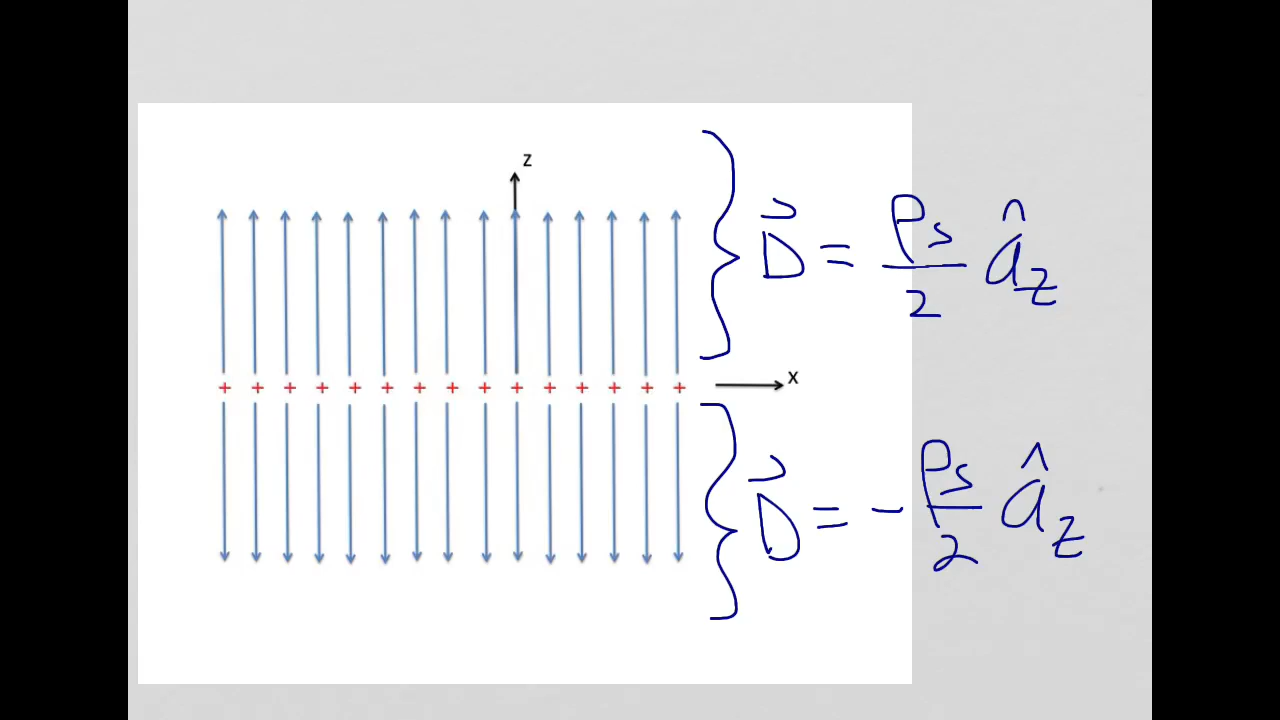 z
D⃗ = ρs/2 âz
+ + + + + + + + + + + + + + +
x
D⃗ = - ρs/2 âz